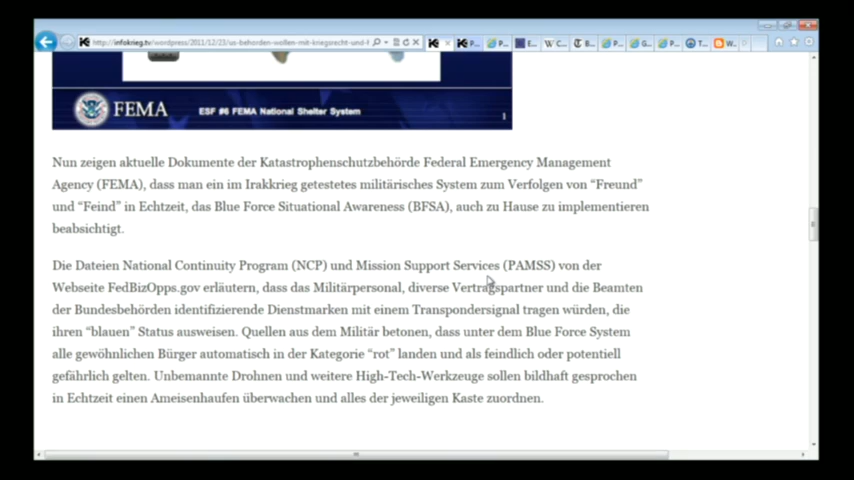 http://infokrieg.tv/wordpress/2011/12/23/us-behorden-wollen-mit-kriegsrecht-und-
FEMA
ESF #6 FEMA National Shelter System
1
Nun zeigen aktuelle Dokumente der Katastrophenschutzbehörde Federal Emergency Management
Agency (FEMA), dass man ein im Irakkrieg getestetes militärisches System zum Verfolgen von “Freund”
und “Feind” in Echtzeit, das Blue Force Situational Awareness (BFSA), auch zu Hause zu implementieren
beabsichtigt.
Die Dateien National Continuity Program (NCP) und Mission Support Services (PAMSS) von der
Webseite FedBizOpps.gov erläutern, dass das Militärpersonal, diverse Vertragspartner und die Beamten
der Bundesbehörden identifizierende Dienstmarken mit einem Transpondersignal tragen würden, die
ihren “blauen” Status ausweisen. Quellen aus dem Militär betonen, dass unter dem Blue Force System
alle gewöhnlichen Bürger automatisch in der Kategorie “rot” landen und als feindlich oder potentiell
gefährlich gelten. Unbemannte Drohnen und weitere High-Tech-Werkzeuge sollen bildhaft gesprochen
in Echtzeit einen Ameisenhaufen überwachen und alles der jeweiligen Kaste zuordnen.